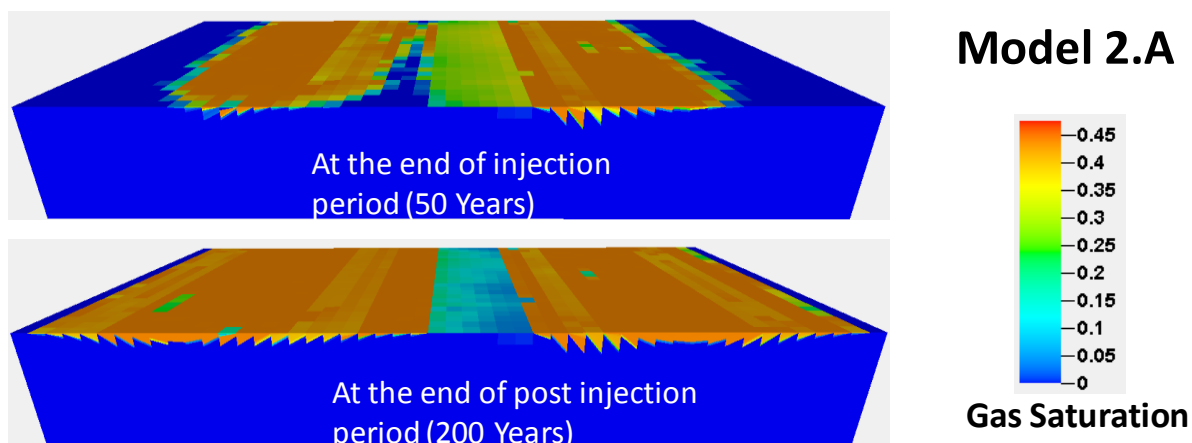 Model 2.A
At the end of injection
period (50 Years)
At the end of post injection
period (200 Years)
0.45
0.4
0.35
0.3
0.25
0.2
0.15
0.1
0.05
0
Gas Saturation